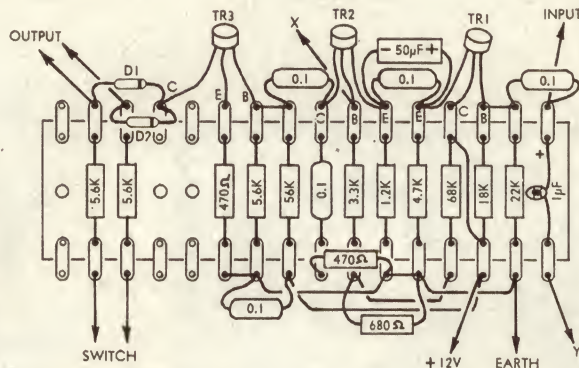 TR3
TR2
TR1
INPUT
OUTPUT
X
D1
C
- 50µF +
0.1
0.1
0.1
E
B
C
B
E
E
C
B
D2
+
5.6K
5.6K
470Ω
5.6K
56K
0.1
3.3K
1.2K
4.7K
68K
18K
22K
1µF
470Ω
0.1
680Ω
SWITCH
+12V
EARTH
Y